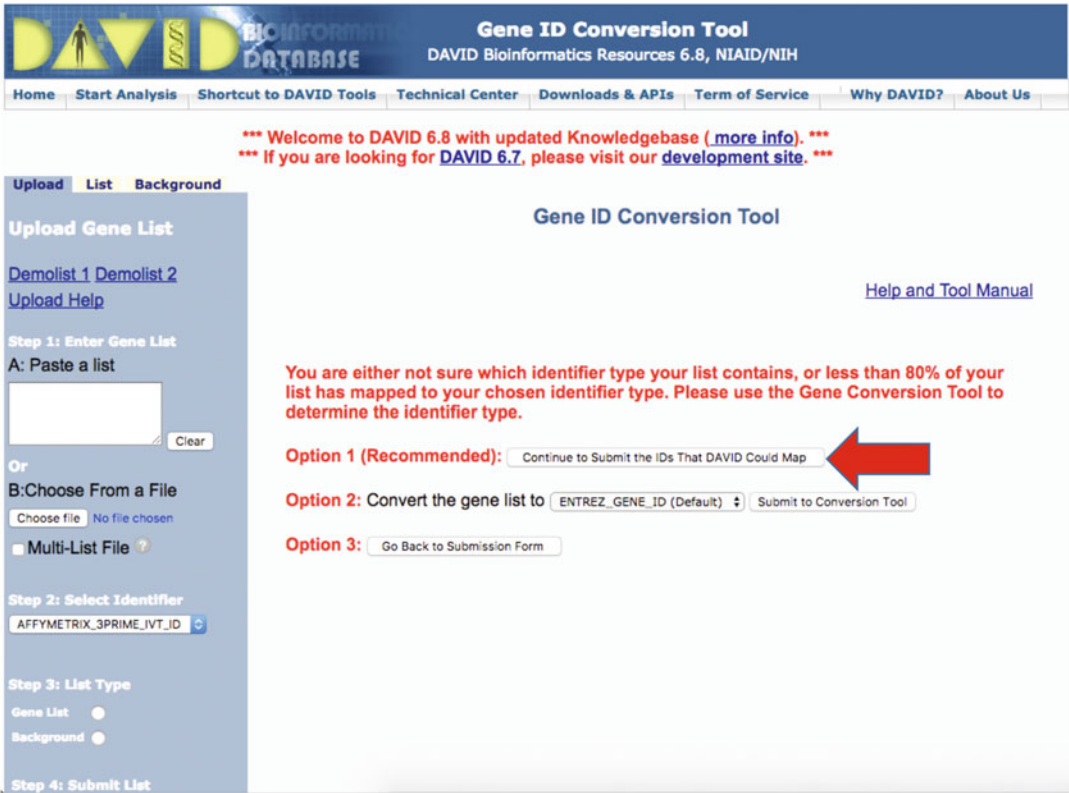 DAVID BIOINFORMATICS
DATABASE
Gene ID Conversion Tool
DAVID Bioinformatics Resources 6.8, NIAID/NIH
Home Start Analysis Shortcut to DAVID Tools Technical Center Downloads & APIs Term of Service Why DAVID? About Us
*** Welcome to DAVID 6.8 with updated Knowledgebase ( more info). ***
*** If you are looking for DAVID 6.7, please visit our development site. ***
Upload List Background
Upload Gene List
Demolist 1 Demolist 2
Upload Help
Step 1: Enter Gene List
A: Paste a list
Clear
Or
B:Choose From a File
Choose file No file chosen
Multi-List File ?
Step 2: Select Identifier
AFFYMETRIX_3PRIME_IVT_ID
Step 3: List Type
Gene List
Background
Step 4: Submit List
Gene ID Conversion Tool
Help and Tool Manual
You are either not sure which identifier type your list contains, or less than 80% of your
list has mapped to your chosen identifier type. Please use the Gene Conversion Tool to
determine the identifier type.
Option 1 (Recommended): Continue to Submit the IDs That DAVID Could Map
Option 2: Convert the gene list to ENTREZ_GENE_ID (Default) Submit to Conversion Tool
Option 3: Go Back to Submission Form